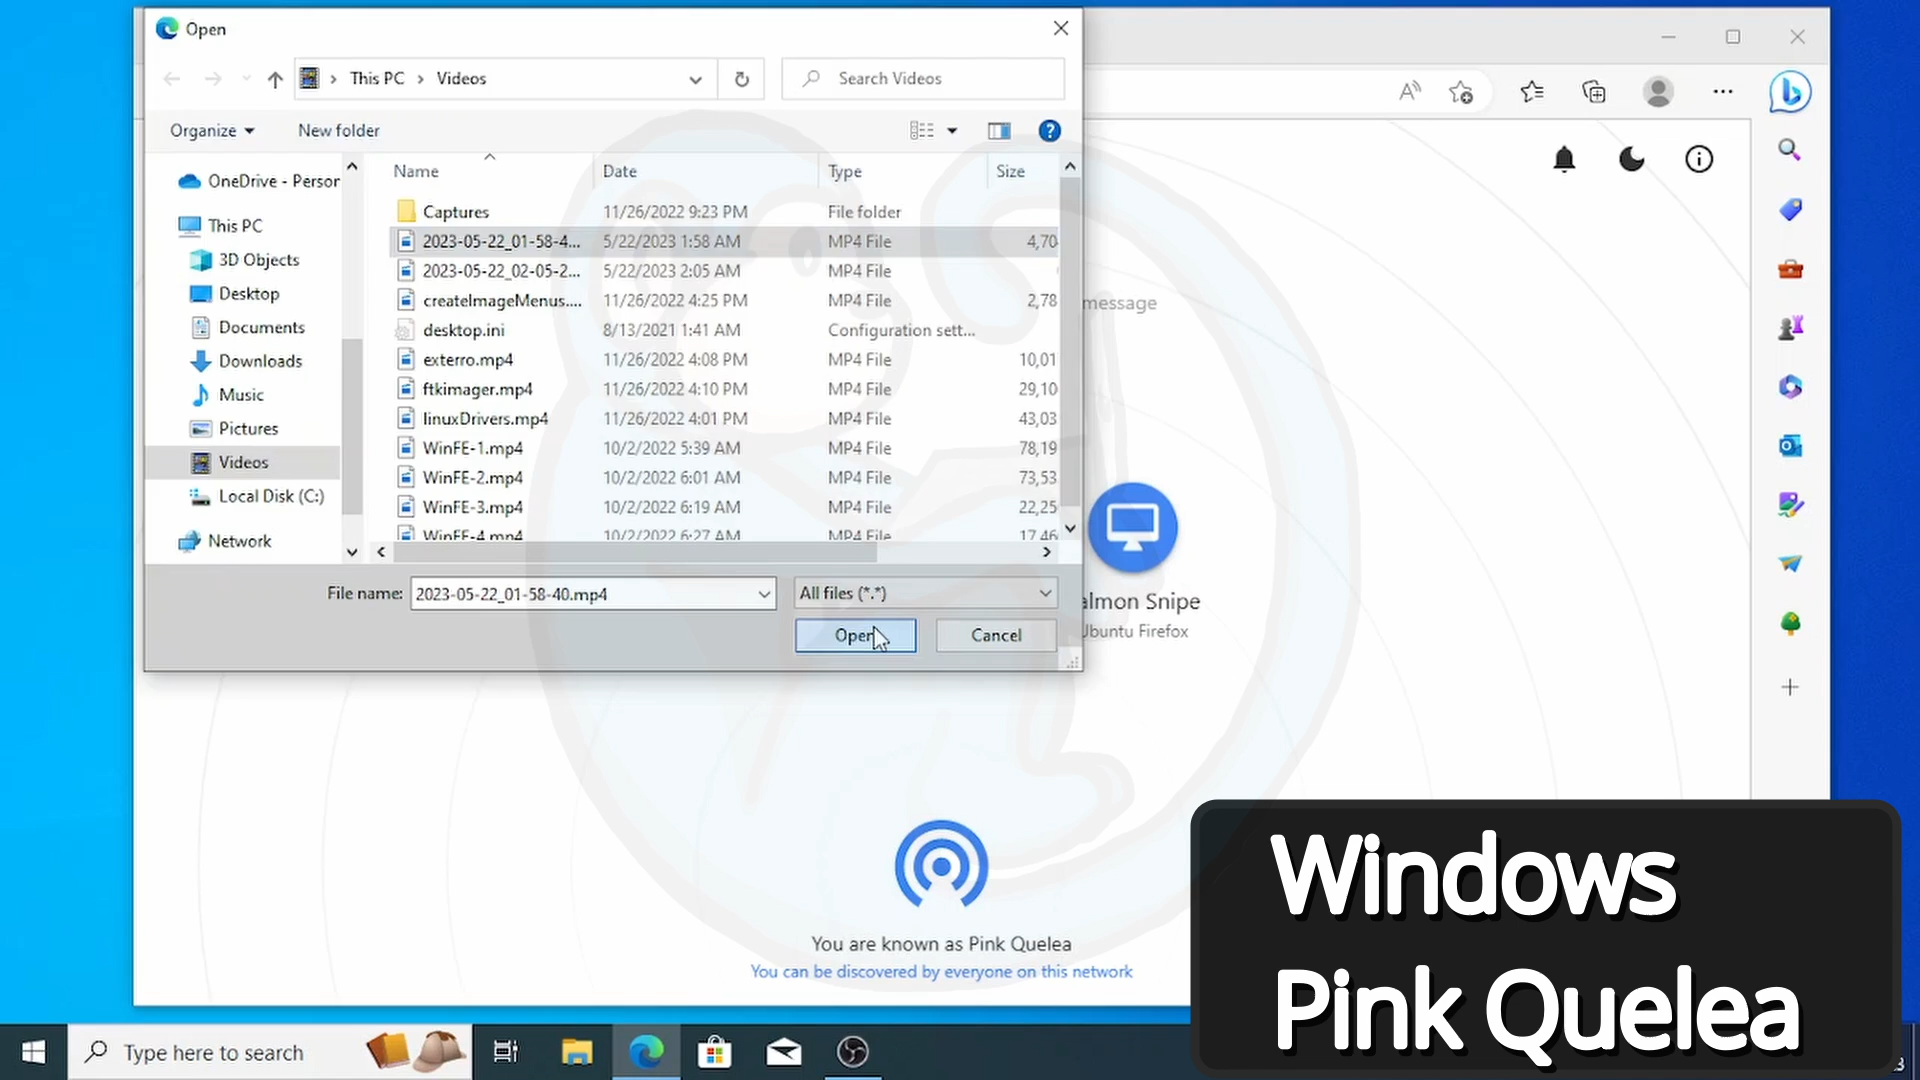 Open
This PC > Videos
Search Videos
Organize
New folder
Name
Date
Type
Size
OneDrive - Person
This PC
3D Objects
Desktop
Documents
Downloads
Music
Pictures
Videos
Local Disk (C:)
Network
Captures 11/26/2022 9:23 PM File folder
2023-05-22_01-58-4... 5/22/2023 1:58 AM MP4 File 4,70
2023-05-22_02-05-2... 5/22/2023 2:05 AM MP4 File
createImageMenus.... 11/26/2022 4:25 PM MP4 File 2,78
desktop.ini 8/13/2021 1:41 AM Configuration sett...
exterro.mp4 11/26/2022 4:08 PM MP4 File 10,01
ftkimager.mp4 11/26/2022 4:10 PM MP4 File 29,10
linuxDrivers.mp4 11/26/2022 4:01 PM MP4 File 43,03
WinFE-1.mp4 10/2/2022 5:39 AM MP4 File 78,19
WinFE-2.mp4 10/2/2022 6:01 AM MP4 File 73,53
WinFE-3.mp4 10/2/2022 6:19 AM MP4 File 22,25
WinFE-4.mp4 10/2/2022 6:27 AM MP4 File 17,46
File name: 2023-05-22_01-58-40.mp4
All files (*.*)
Open
Cancel
message
almon Snipe
Ubuntu Firefox
You are known as Pink Quelea
You can be discovered by everyone on this network
Windows
Pink Quelea
Type here to search